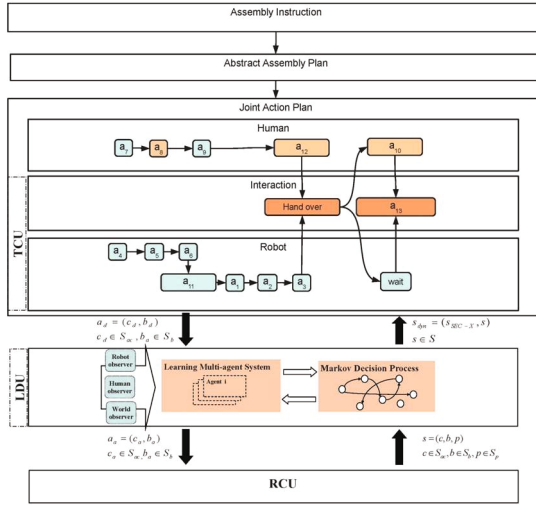 Assembly Instruction
Abstract Assembly Plan
Joint Action Plan
Human
a7 a8 a9 a12 a10
Interaction
Hand over a13
TCU
Robot
a4 a5 a6
a11 a1 a2 a3 wait
a_d = (c_d, b_d)
c_d ∈ S_ac, b_a ∈ S_b
s_dyn = (s_SEC-X, s)
s ∈ S
LDU
Robot
observer
Human
observer
World
observer
Learning Multi-agent System
Agent i
Markov Decision Process
a_a = (c_a, b_a)
c_a ∈ S_ac, b_a ∈ S_b
s=(c,b,p)
c∈S_ac, b∈S_b, p∈S_p
RCU